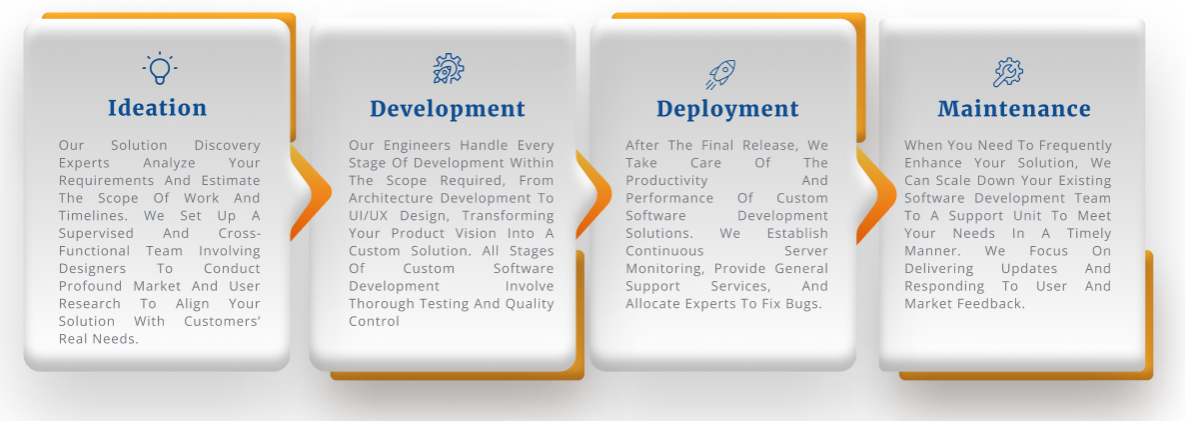 Ideation
Our Solution Discovery
Experts Analyze Your
Requirements And Estimate
The Scope Of Work And
Timelines. We Set Up A
Supervised And Cross-
Functional Team Involving
Designers To Conduct
Profound Market And User
Research To Align Your
Solution With Customers’
Real Needs.
Development
Our Engineers Handle Every
Stage Of Development Within
The Scope Required, From
Architecture Development To
UI/UX Design, Transforming
Your Product Vision Into A
Custom Solution. All Stages
Of Custom Software
Development Involve
Thorough Testing And Quality
Control
Deployment
After The Final Release, We
Take Care Of The
Productivity And
Performance Of Custom
Software Development
Solutions. We Establish
Continuous Server
Monitoring, Provide General
Support Services, And
Allocate Experts To Fix Bugs.
Maintenance
When You Need To Frequently
Enhance Your Solution, We
Can Scale Down Your Existing
Software Development Team
To A Support Unit To Meet
Your Needs In A Timely
Manner. We Focus On
Delivering Updates And
Responding To User And
Market Feedback.